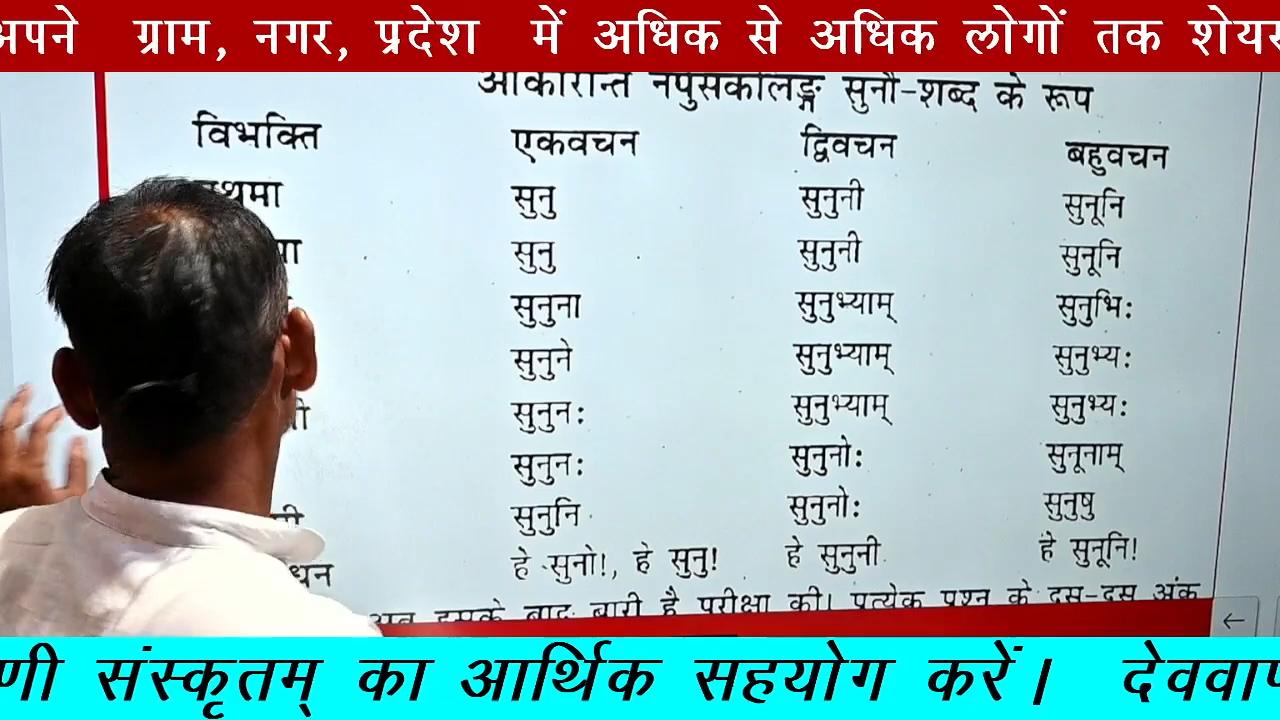 अपने ग्राम, नगर, प्रदेश में अधिक से अधिक लोगों तक शेयर
नपुंसकलिङ्ग सुनौ-शब्द के रूप
विभक्ति एकवचन द्विवचन बहुवचन
सुनु सुनुनी सुनूनि
सुनु सुनुनी सुनूनि
सुनुना सुनुभ्याम् सुनुभिः
सुनुने सुनुभ्याम् सुनुभ्यः
सुनुनः सुनुभ्याम् सुनुभ्यः
सुनुनः सुनुनोः सुनूनाम्
सुनुनि सुनुनोः सुनुषु
हे सुनो!, हे सुनु! हे सुनुनी हे सुनूनि!
इसके बाद बारी है परीक्षा की। प्रत्येक प्रश्न के दस-दस अंक
णी संस्कृतम् का आर्थिक सहयोग करें। देववाण